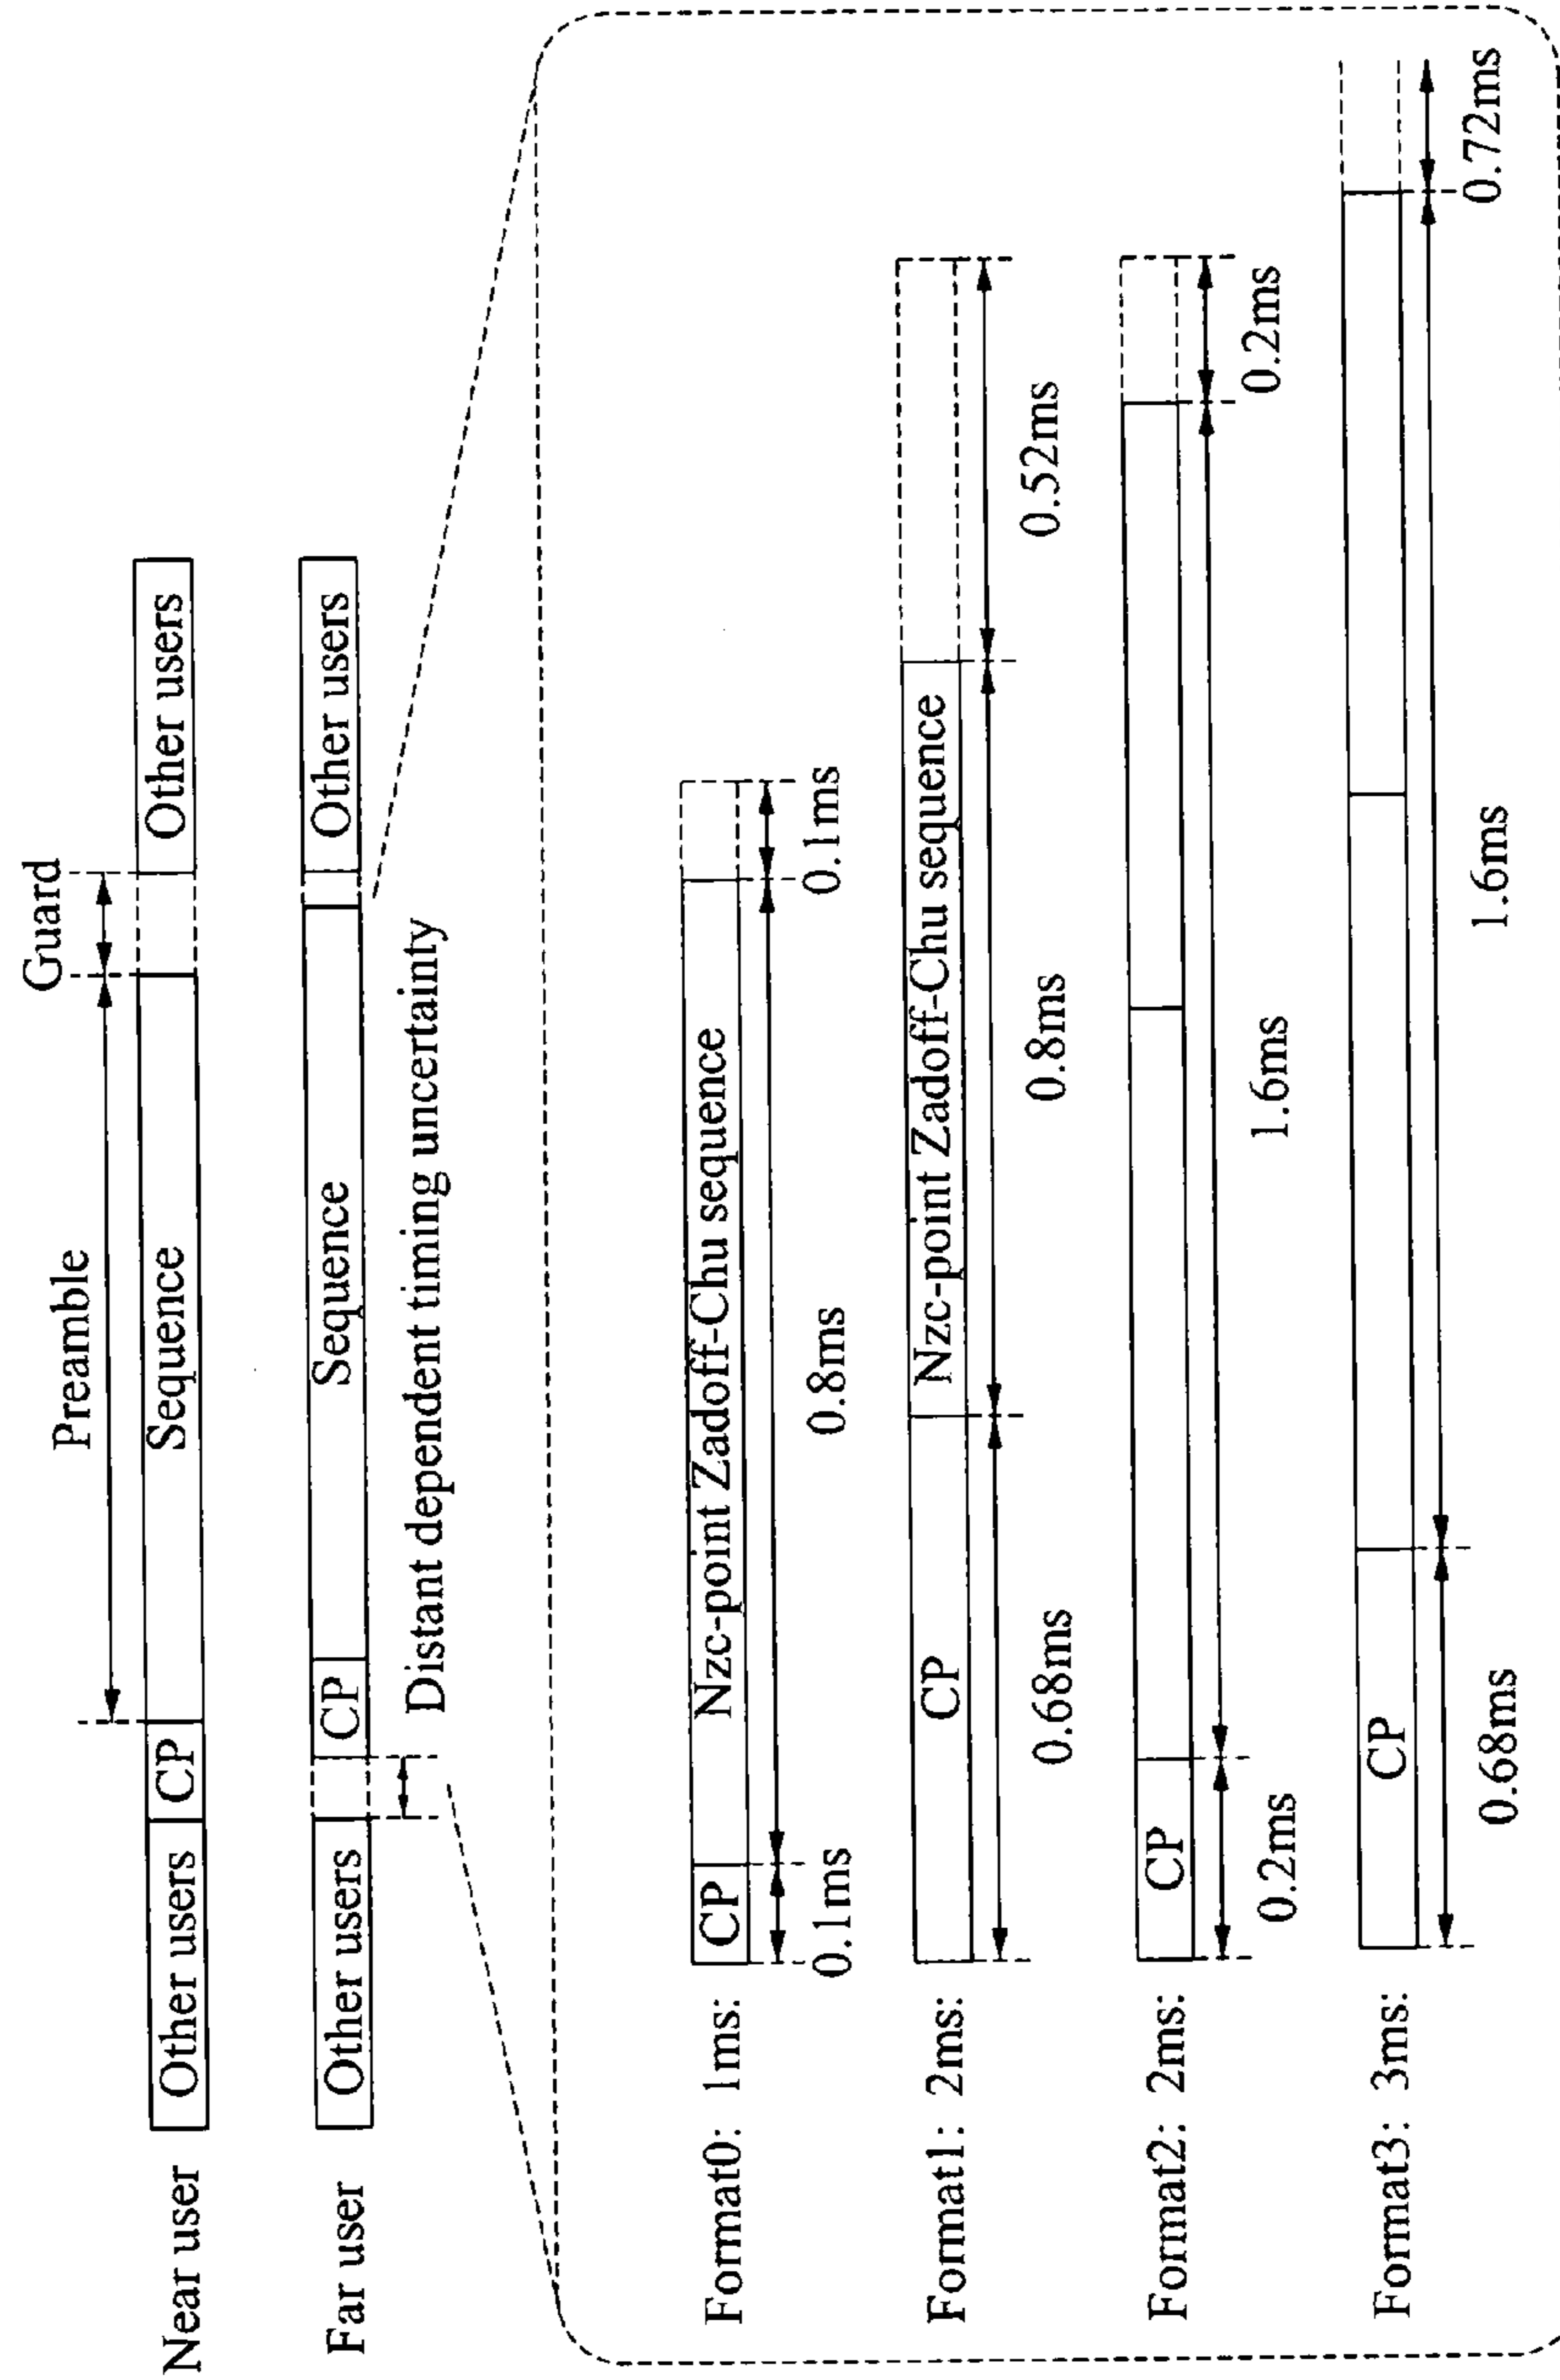 Preamble
Guard
Near user
Other users
CP
Sequence
Other users
Far user
Other users
CP
Sequence
Other users
Distant dependent timing uncertainty
Format0: 1ms:
CP
Nzc-point Zadoff-Chu sequence
0.1ms
0.8ms
0.1ms
Format1: 2ms:
CP
Nzc-point Zadoff-Chu sequence
0.68ms
0.8ms
0.52ms
Format2: 2ms:
CP
0.2ms
1.6ms
0.2ms
Format3: 3ms:
CP
0.68ms
1.6ms
0.72ms